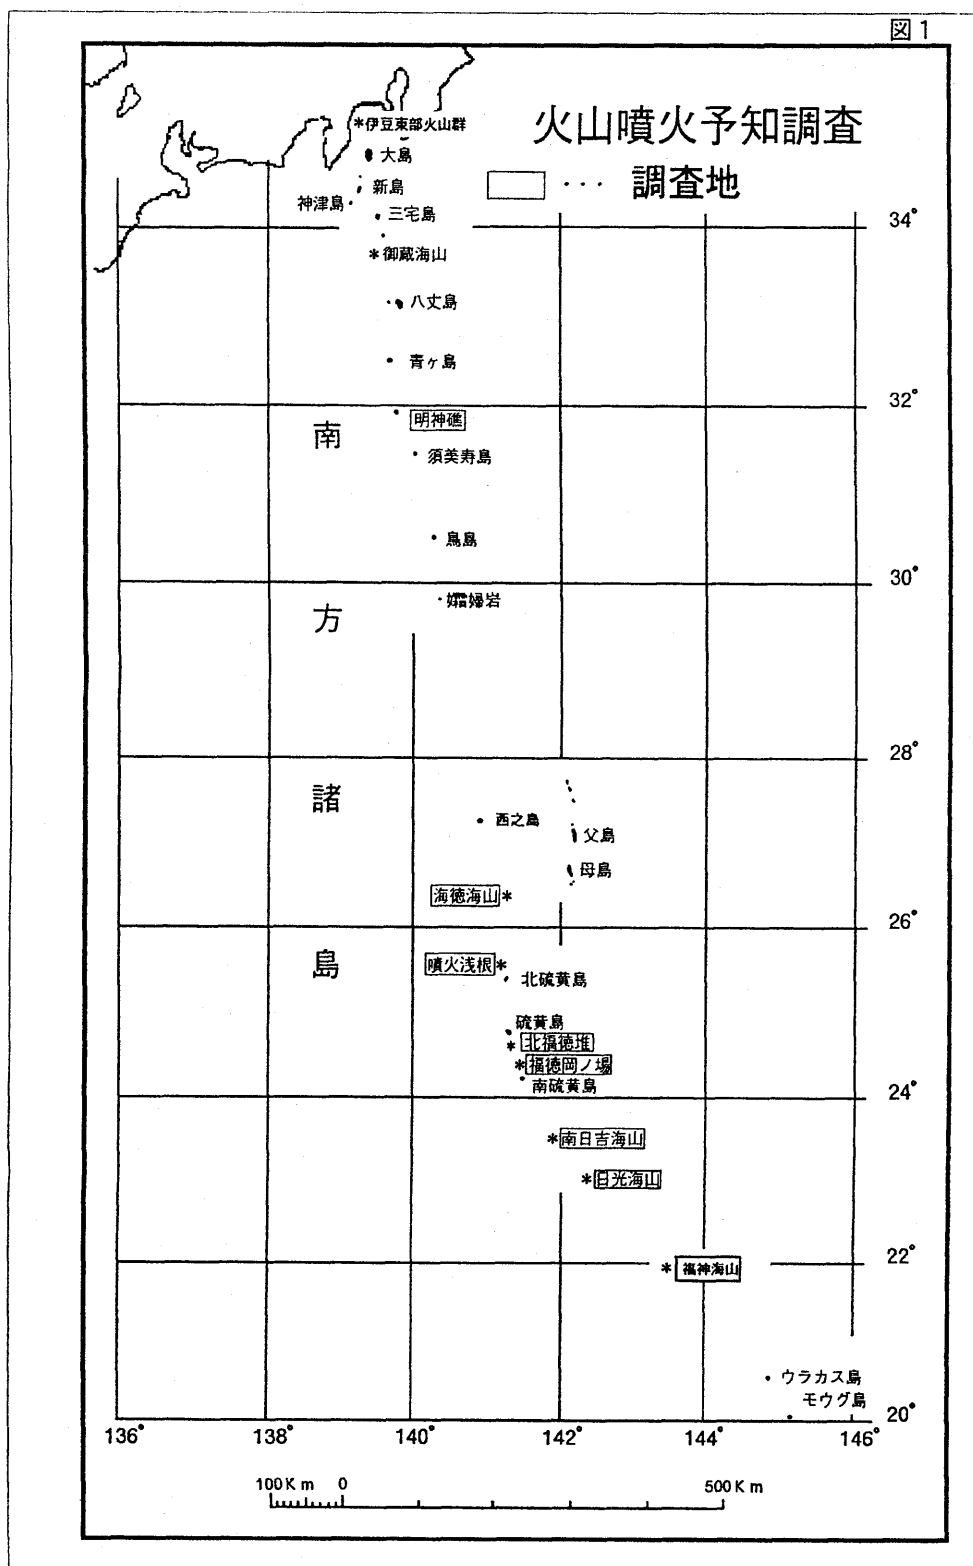 図1
火山噴火予知調査
・・・ 調査地
*伊豆東部火山群
大島
新島
神津島
三宅島
34°
*御蔵海山
八丈島
青ヶ島
32°
明神礁
南
須美寿島
鳥島
30°
孀婦岩
方
28°
諸
西之島
父島
母島
海徳海山*
26°
島
噴火浅根*
北硫黄島
硫黄島
*北福徳堆
*福徳岡ノ場
南硫黄島
24°
*南日吉海山
*日光海山
22°
*福神海山
ウラカス島
モウグ島
20°
136° 138° 140° 142° 144° 146°
100Km 0 500Km